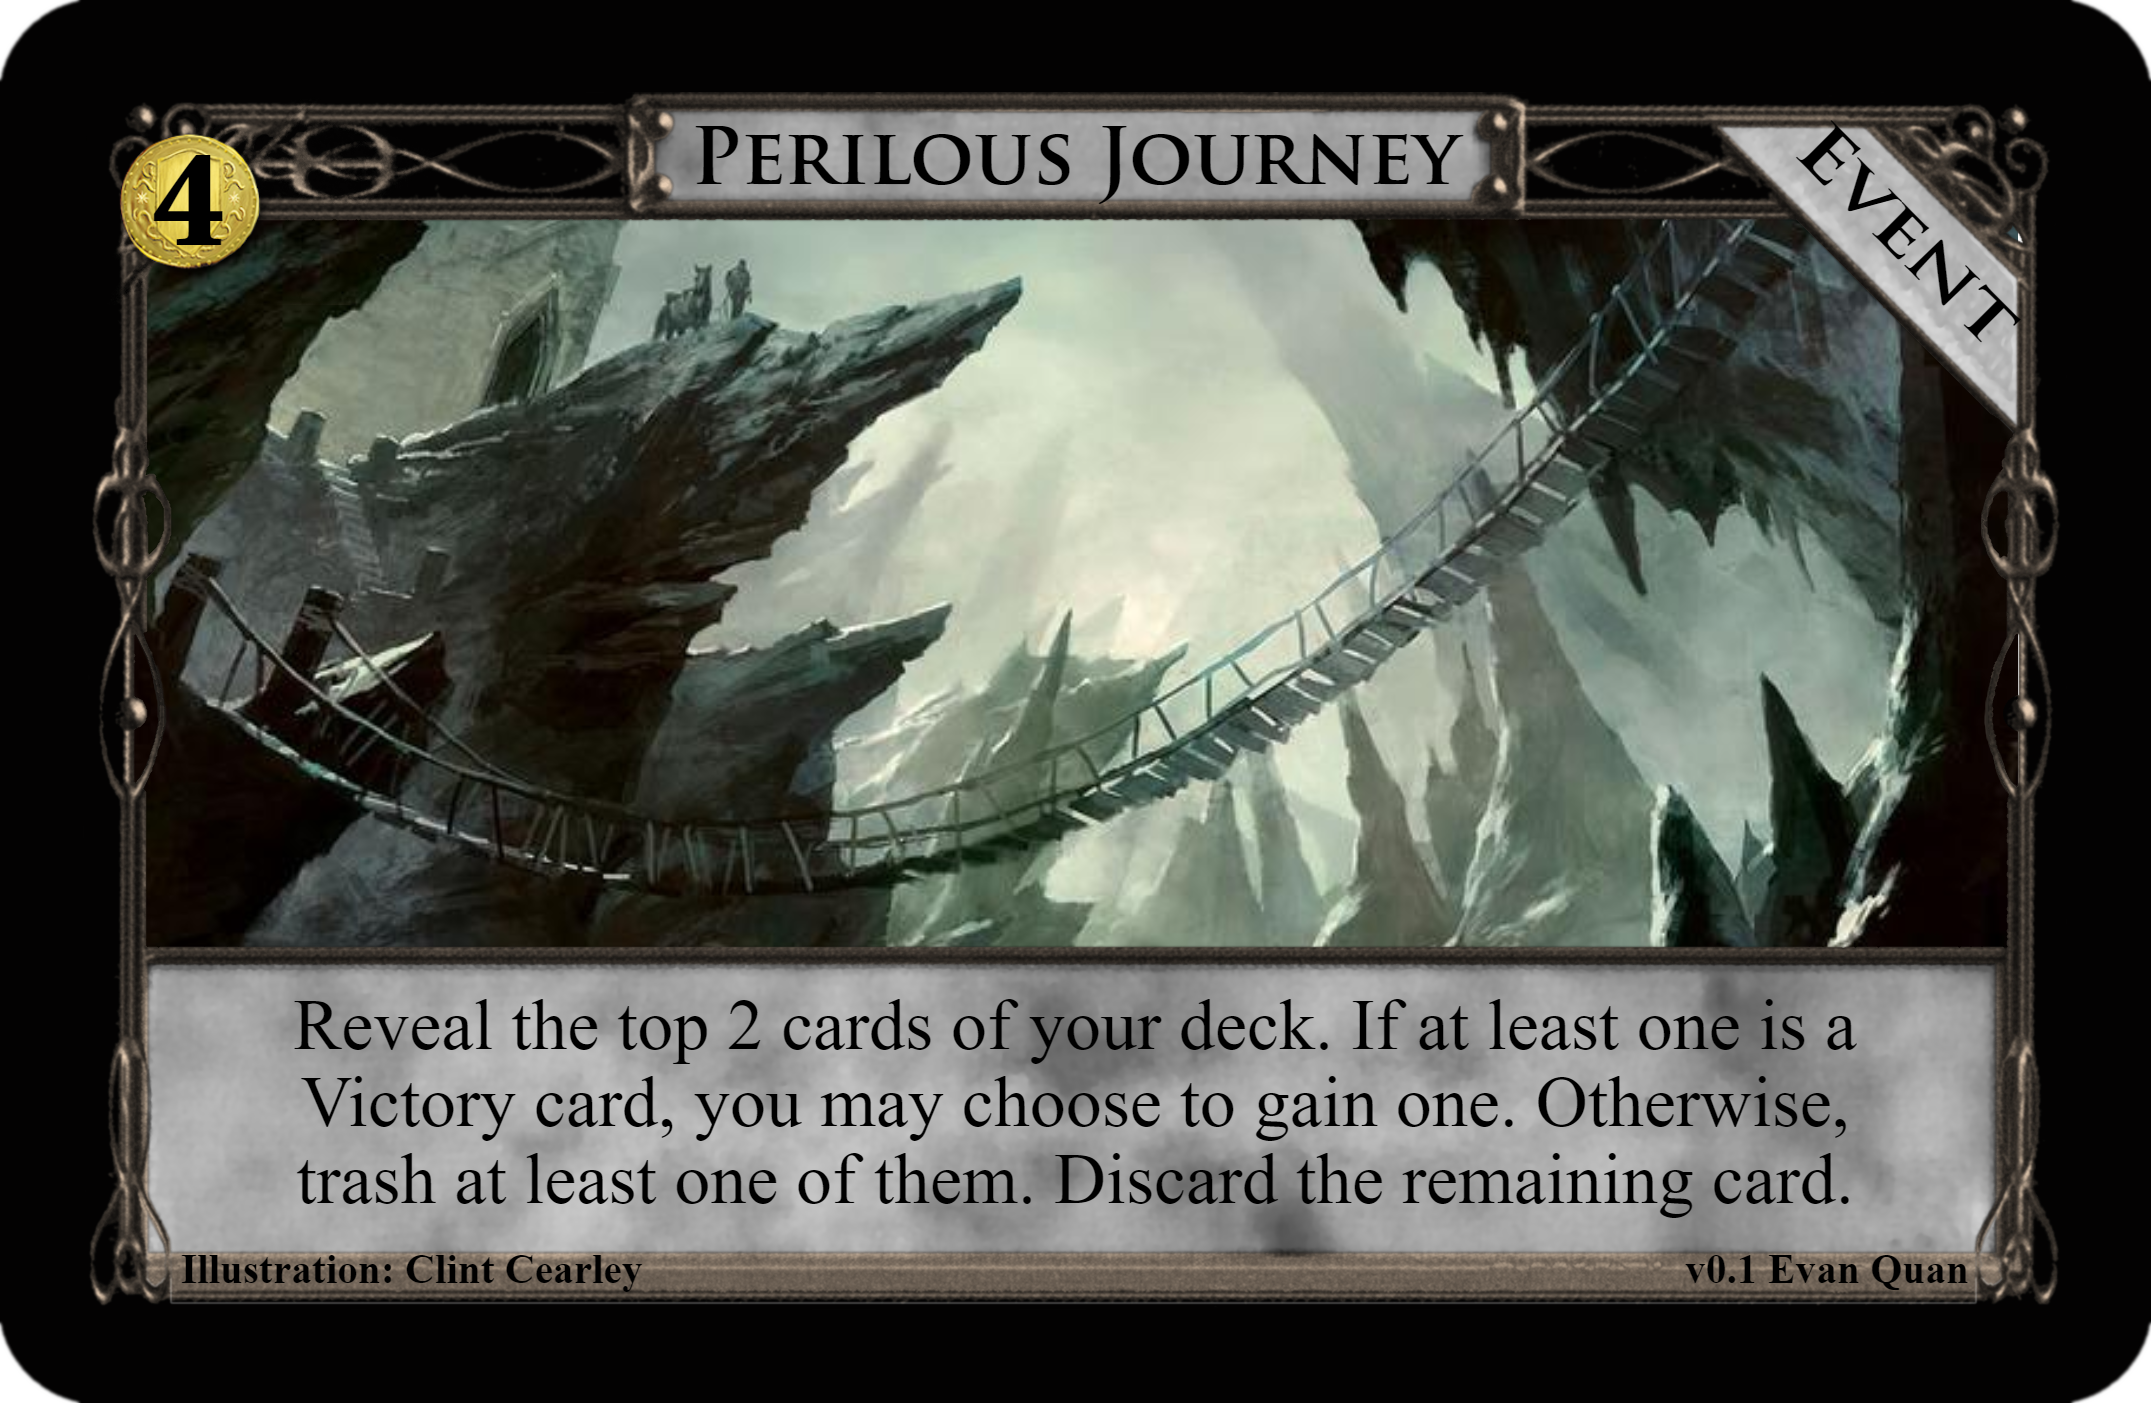 Perilous Journey
4
Event
Reveal the top 2 cards of your deck. If at least one is a
Victory card, you may choose to gain one. Otherwise,
trash at least one of them. Discard the remaining card.
Illustration: Clint Cearley
v0.1 Evan Quan